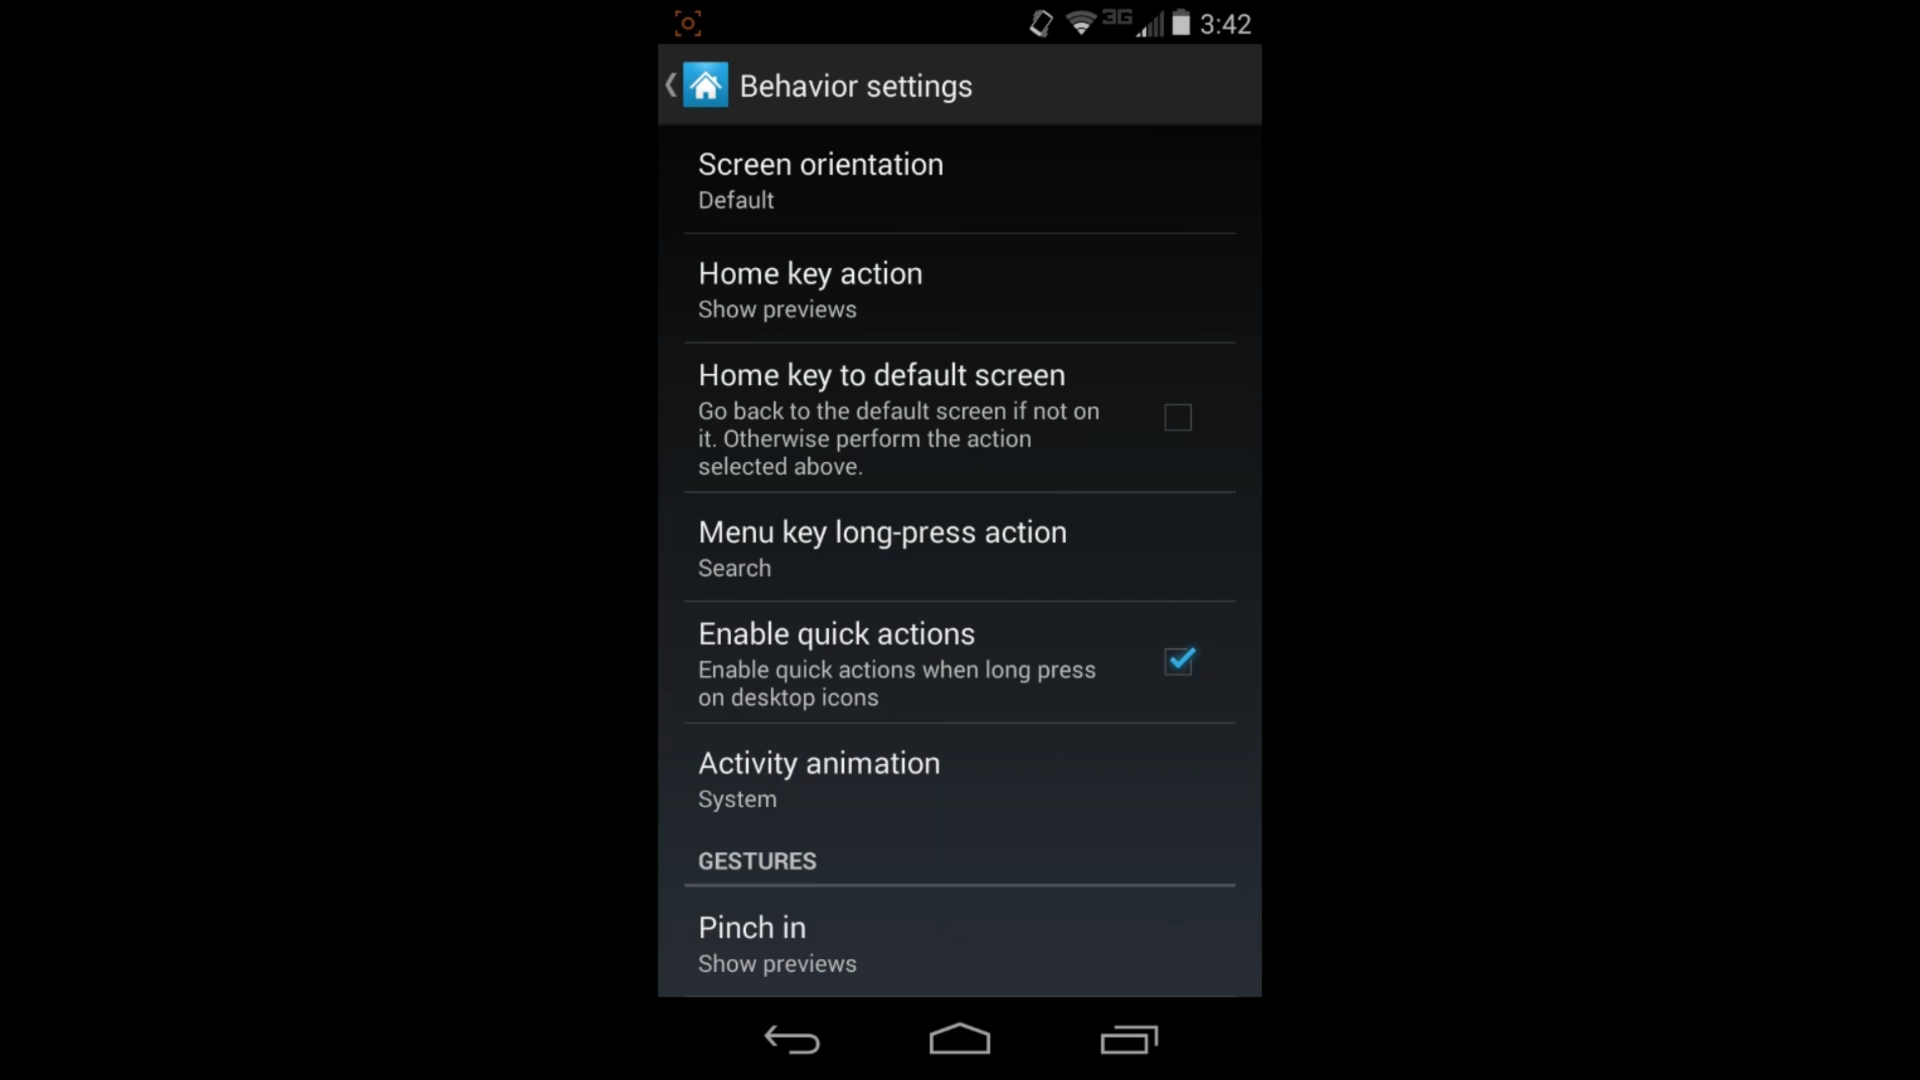 3G 3:42
Behavior settings
Screen orientation
Default
Home key action
Show previews
Home key to default screen
Go back to the default screen if not on
it. Otherwise perform the action
selected above.
Menu key long-press action
Search
Enable quick actions
Enable quick actions when long press
on desktop icons
Activity animation
System
GESTURES
Pinch in
Show previews